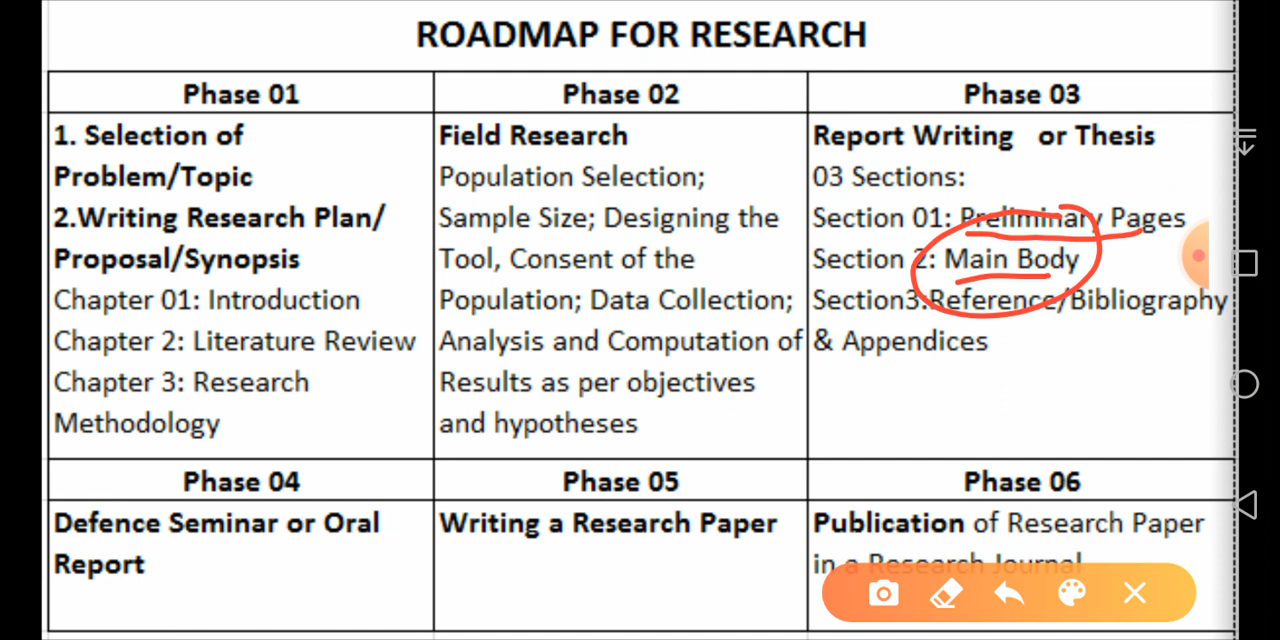 ROADMAP FOR RESEARCH
Phase 01
1. Selection of
Problem/Topic
2.Writing Research Plan/
Proposal/Synopsis
Chapter 01: Introduction
Chapter 2: Literature Review
Chapter 3: Research
Methodology
Phase 02
Field Research
Population Selection;
Sample Size; Designing the
Tool, Consent of the
Population; Data Collection;
Analysis and Computation of
Results as per objectives
and hypotheses
Phase 03
Report Writing or Thesis
03 Sections:
Section 01: Preliminary Pages
Section 2: Main Body
Section3:Reference/Bibliography
& Appendices
Phase 04
Defence Seminar or Oral
Report
Phase 05
Writing a Research Paper
Phase 06
Publication of Research Paper
in a Research Journal